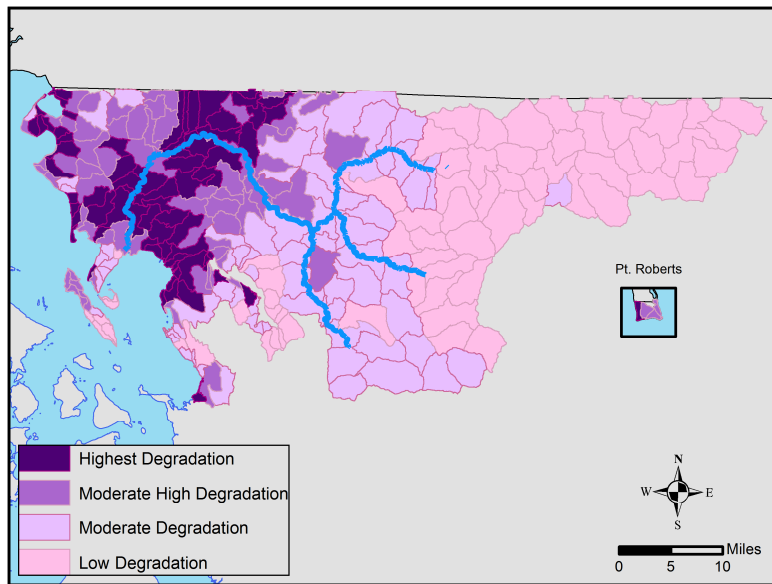 Pt. Roberts
Highest Degradation
Moderate High Degradation
Moderate Degradation
Low Degradation
N
W E
S
Miles
0 5 10